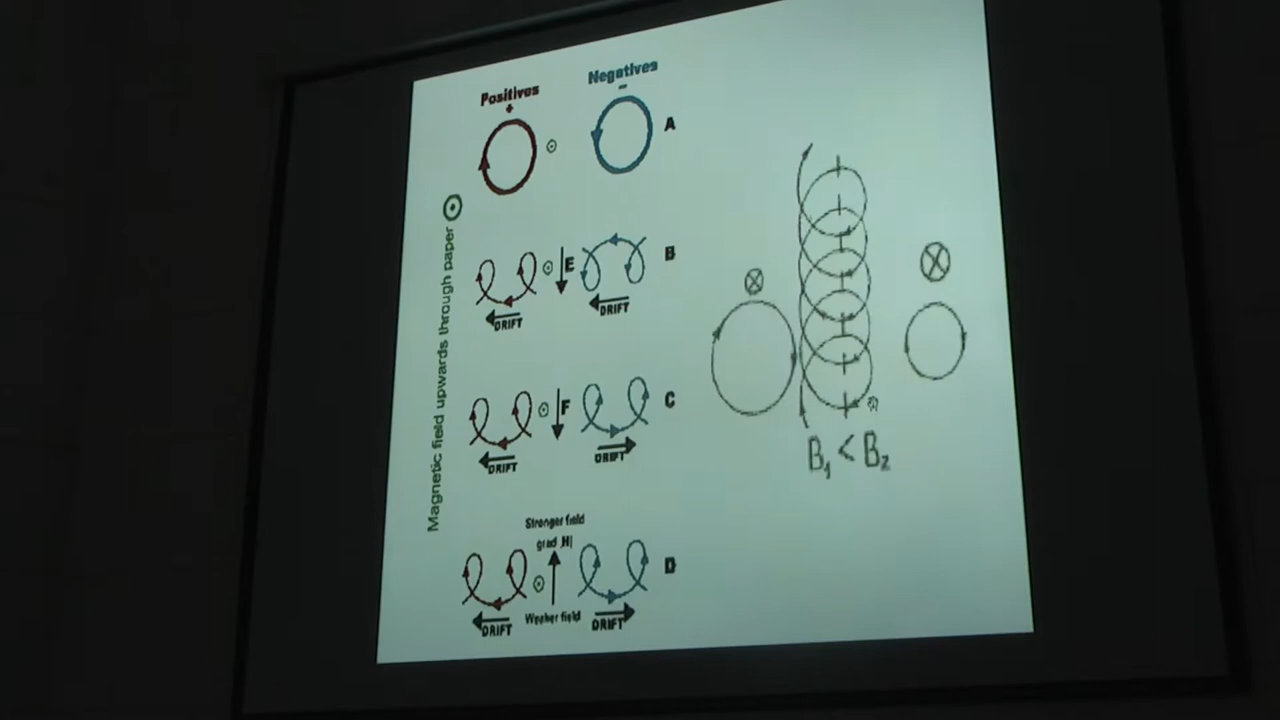 Positives
+
Negatives
-
A
Magnetic field upwards through paper
E
B
DRIFT
DRIFT
F
C
DRIFT
DRIFT
Stronger field
grad |H|
D
DRIFT
Weaker field
DRIFT
B₁ < B₂